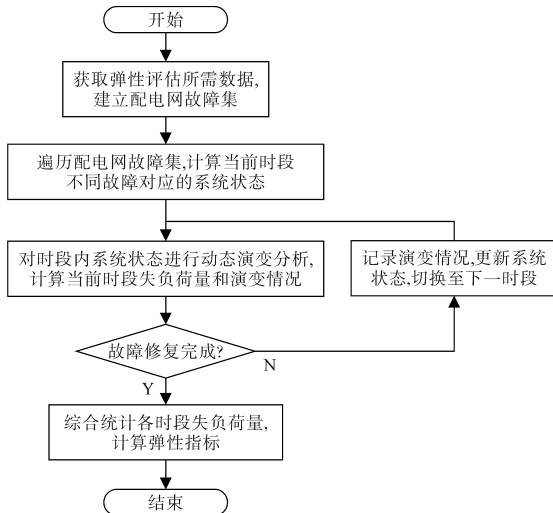 开始
获取弹性评估所需数据,
建立配电网故障集
遍历配电网故障集,计算当前时段
不同故障对应的系统状态
对时段内系统状态进行动态演变分析,
计算当前时段失负荷量和演变情况
记录演变情况,更新系统
状态,切换至下一时段
故障修复完成?
N
Y
综合统计各时段失负荷量,
计算弹性指标
结束